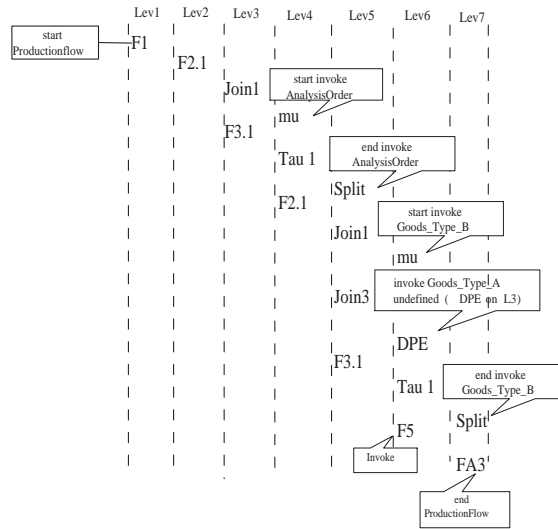 Lev1 Lev2 Lev3 Lev4 Lev5 Lev6 Lev7
start
Productionflow
F1
F2.1
Join1
start invoke
AnalysisOrder
mu
F3.1
Tau 1
end invoke
AnalysisOrder
Split
F2.1
Join1
start invoke
Goods_Type_B
mu
Join3
invoke Goods_Type_A
undefined ( DPE on L3)
DPE
F3.1
Tau 1
end invoke
Goods_Type_B
Split
F5
Invoke
FA3
end
ProductionFlow